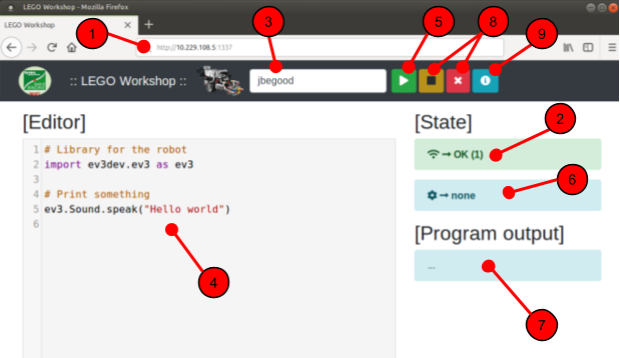 LEGO Workshop - Mozilla Firefox
LEGO Workshop
1
http://10.229.108.5:1337
3
5
8
9
:: LEGO Workshop ::
jbegood
[Editor]
[State]
2
1 # Library for the robot
2 import ev3dev.ev3 as ev3
3
4 # Print something
5 ev3.Sound.speak("Hello world")
6
→ OK (1)
6
→ none
[Program output]
...
4
7